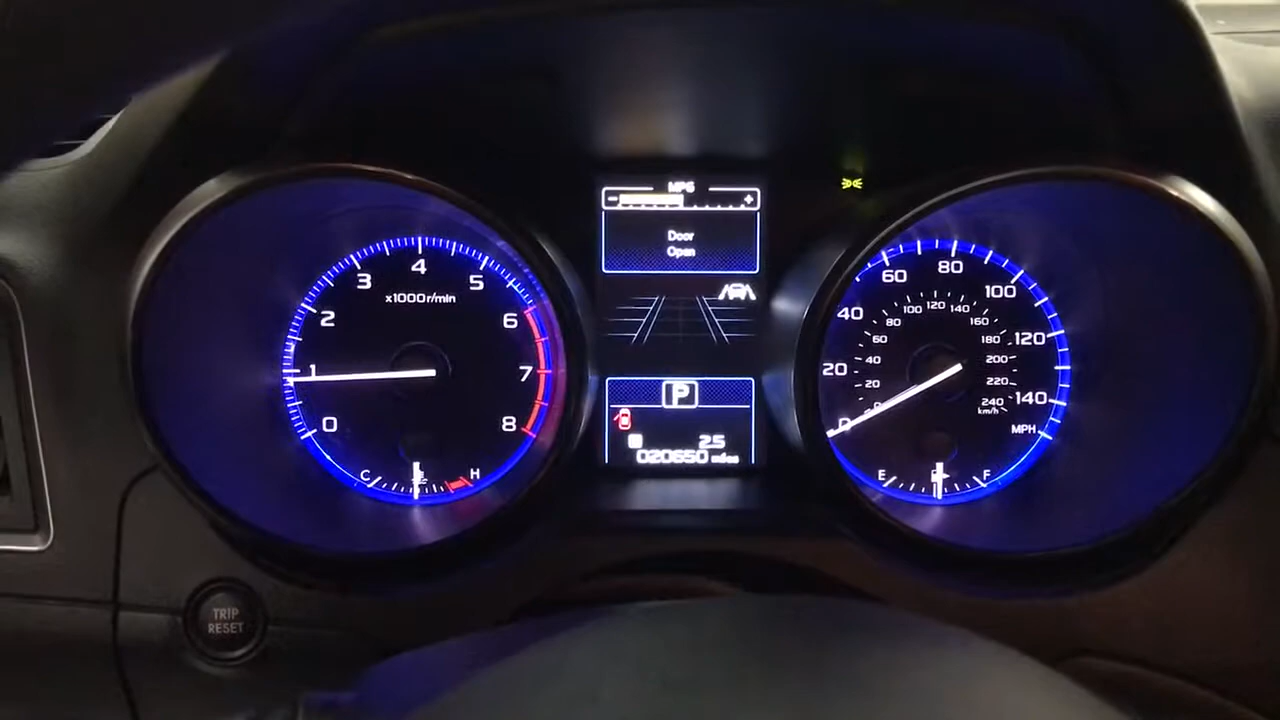 MPG
- +
Door
Open
x1000r/min
0 1 2 3 4 5 6 7 8
C H
P
25
020650 miles
0 20 40 60 80 100 120 140
MPH
0 20 40 60 80 100 120 140 160 180 200 220 240
km/h
E F
TRIP
RESET